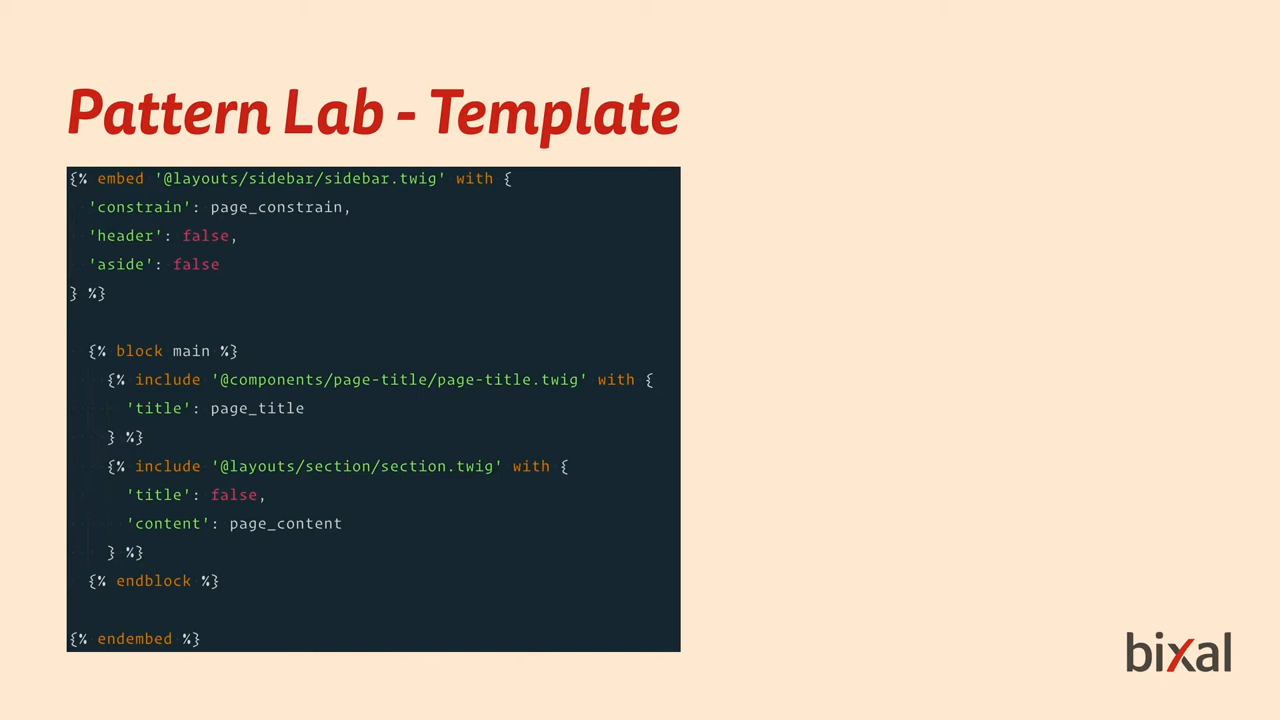 Pattern Lab - Template
{% embed '@layouts/sidebar/sidebar.twig' with {
  'constrain': page_constrain,
  'header': false,
  'aside': false
} %}

  {% block main %}
    {% include '@components/page-title/page-title.twig' with {
      'title': page_title
    } %}
    {% include '@layouts/section/section.twig' with {
      'title': false,
      'content': page_content
    } %}
  {% endblock %}

{% endembed %}
bixal